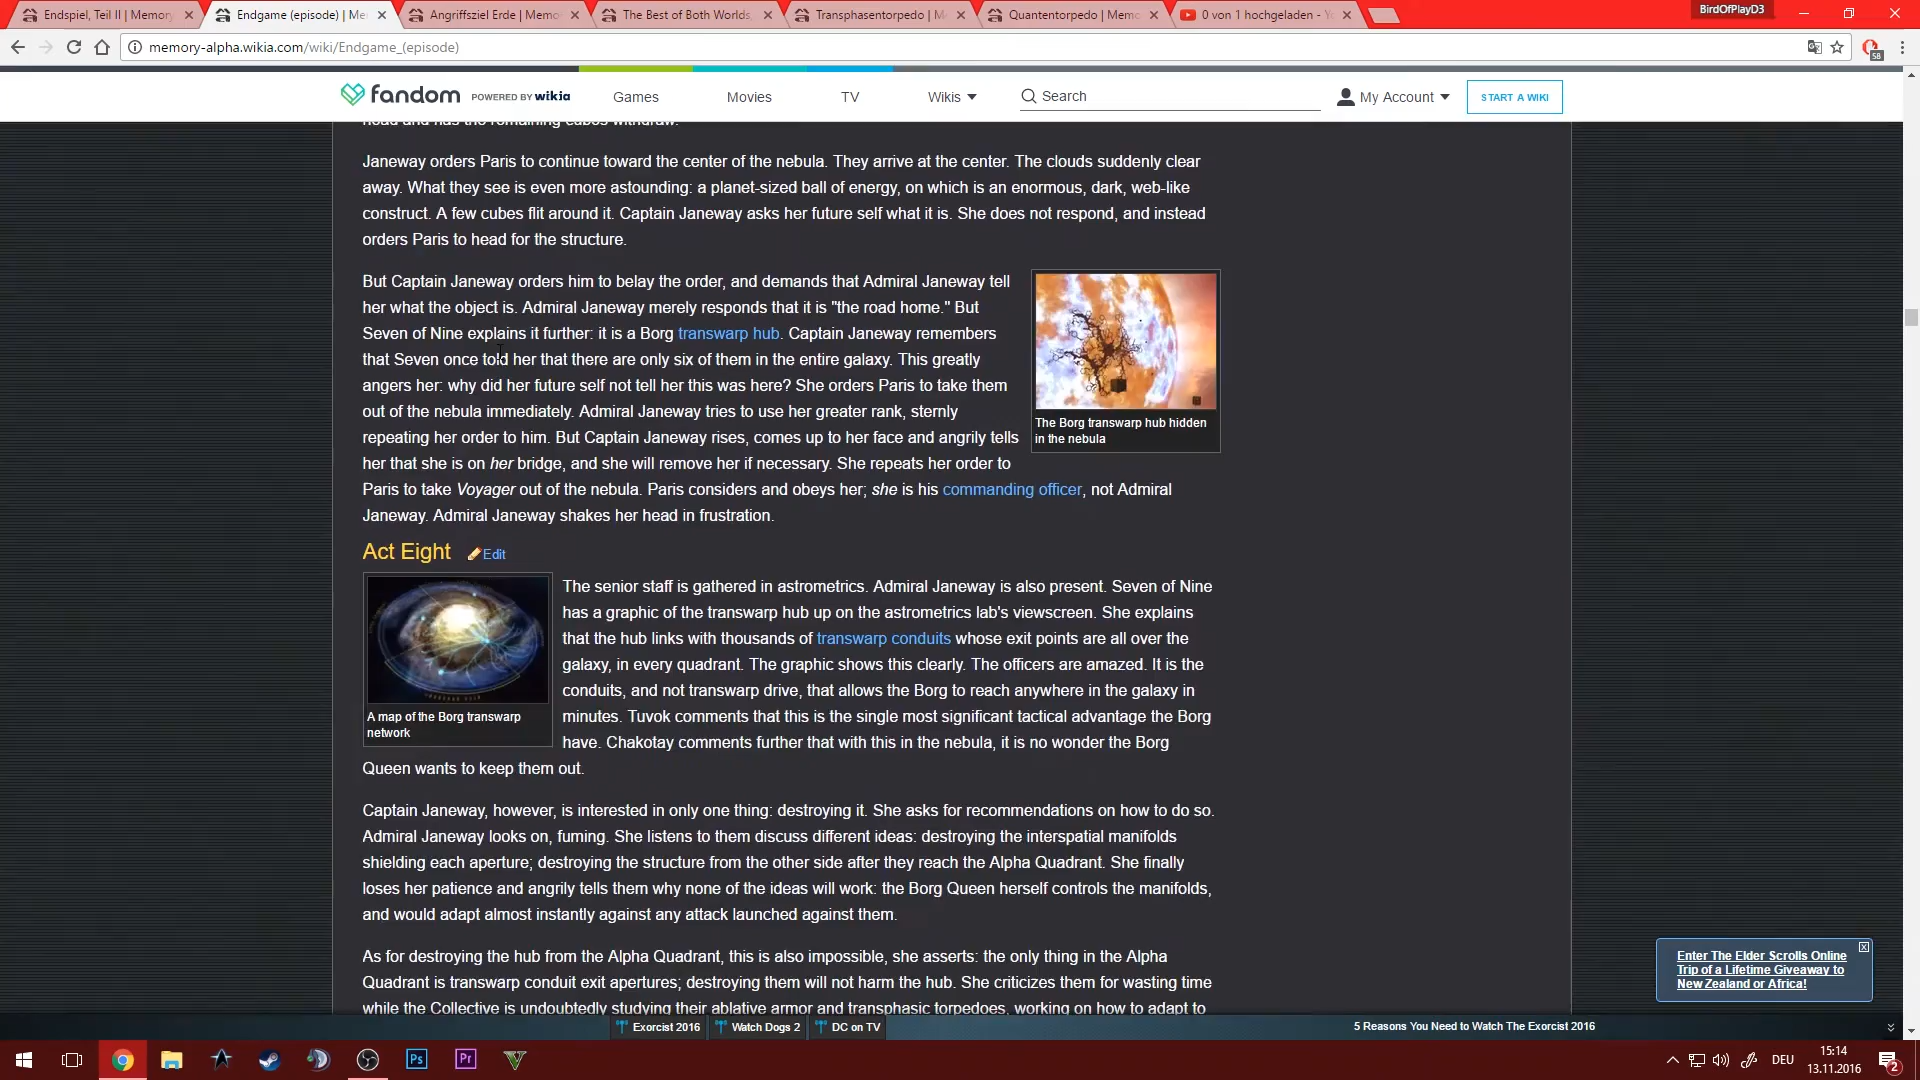 Endspiel, Teil II | Memory
Endgame (episode) | Me
Angriffsziel Erde | Memo
The Best of Both Worlds,
Transphasentorpedo | M
Quantentorpedo | Memo
0 von 1 hochgeladen - Yo
BirdOfPlayD3
memory-alpha.wikia.com/wiki/Endgame_(episode)
58
fandom POWERED BY wikia
Games
Movies
TV
Wikis
Search
My Account
START A WIKI
head and has the remaining cubes withdraw.
Janeway orders Paris to continue toward the center of the nebula. They arrive at the center. The clouds suddenly clear
away. What they see is even more astounding: a planet-sized ball of energy, on which is an enormous, dark, web-like
construct. A few cubes flit around it. Captain Janeway asks her future self what it is. She does not respond, and instead
orders Paris to head for the structure.
But Captain Janeway orders him to belay the order, and demands that Admiral Janeway tell
her what the object is. Admiral Janeway merely responds that it is "the road home." But
Seven of Nine explains it further: it is a Borg transwarp hub. Captain Janeway remembers
that Seven once told her that there are only six of them in the entire galaxy. This greatly
angers her: why did her future self not tell her this was here? She orders Paris to take them
out of the nebula immediately. Admiral Janeway tries to use her greater rank, sternly
repeating her order to him. But Captain Janeway rises, comes up to her face and angrily tells
her that she is on her bridge, and she will remove her if necessary. She repeats her order to
Paris to take Voyager out of the nebula. Paris considers and obeys her; she is his commanding officer, not Admiral
Janeway. Admiral Janeway shakes her head in frustration.
The Borg transwarp hub hidden
in the nebula
Act Eight Edit
The senior staff is gathered in astrometrics. Admiral Janeway is also present. Seven of Nine
has a graphic of the transwarp hub up on the astrometrics lab's viewscreen. She explains
that the hub links with thousands of transwarp conduits whose exit points are all over the
galaxy, in every quadrant. The graphic shows this clearly. The officers are amazed. It is the
conduits, and not transwarp drive, that allows the Borg to reach anywhere in the galaxy in
minutes. Tuvok comments that this is the single most significant tactical advantage the Borg
have. Chakotay comments further that with this in the nebula, it is no wonder the Borg
Queen wants to keep them out.
A map of the Borg transwarp
network
Captain Janeway, however, is interested in only one thing: destroying it. She asks for recommendations on how to do so.
Admiral Janeway looks on, fuming. She listens to them discuss different ideas: destroying the interspatial manifolds
shielding each aperture; destroying the structure from the other side after they reach the Alpha Quadrant. She finally
loses her patience and angrily tells them why none of the ideas will work: the Borg Queen herself controls the manifolds,
and would adapt almost instantly against any attack launched against them.
As for destroying the hub from the Alpha Quadrant, this is also impossible, she asserts: the only thing in the Alpha
Quadrant is transwarp conduit exit apertures; destroying them will not harm the hub. She criticizes them for wasting time
while the Collective is undoubtedly studying their ablative armor and transphasic torpedoes, working on how to adapt to
Enter The Elder Scrolls Online
Trip of a Lifetime Giveaway to
New Zealand or Africa!
Exorcist 2016
Watch Dogs 2
DC on TV
5 Reasons You Need to Watch The Exorcist 2016
Ps
Pr
DEU
15:14
13.11.2016
2